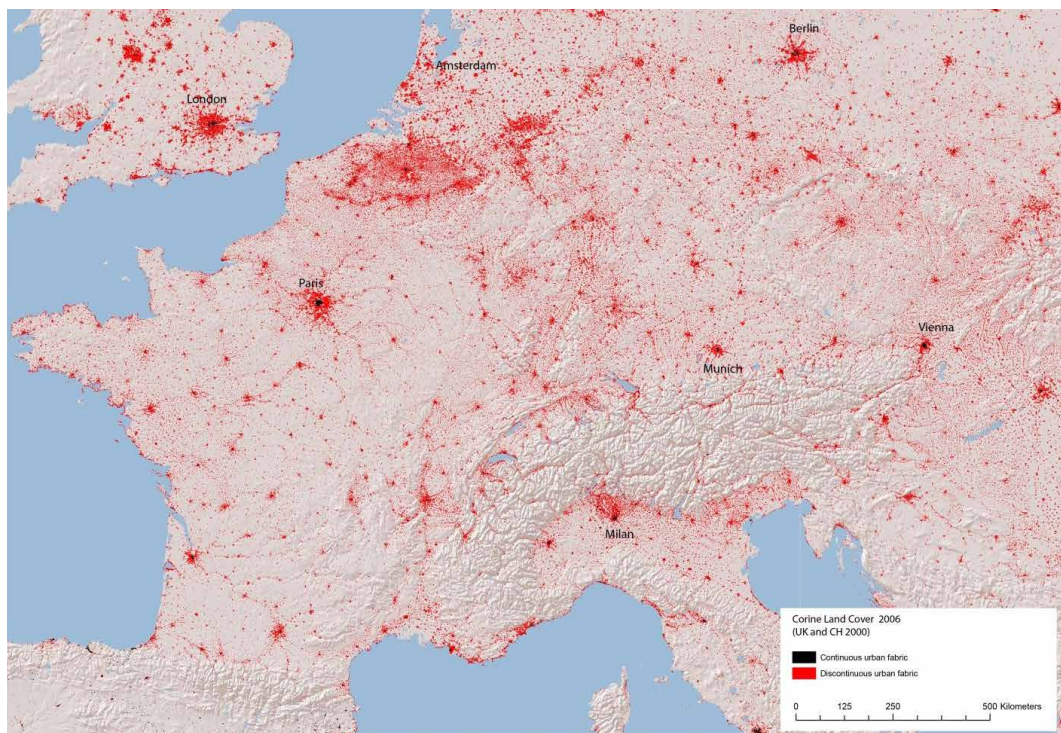 Berlin
Amsterdam
London
Paris
Vienna
Munich
Milan
Corine Land Cover 2006
(UK and CH 2000)
Continuous urban fabric
Discontinuous urban fabric
0 125 250 500 Kilometers